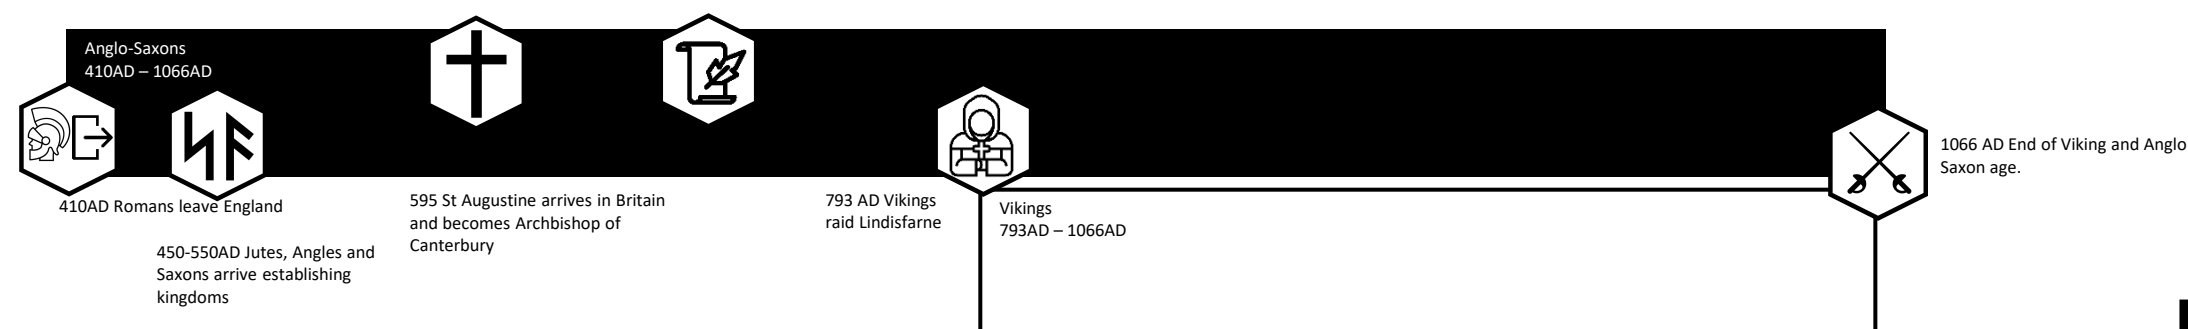 Anglo-Saxons
410AD – 1066AD
410AD Romans leave England
450-550AD Jutes, Angles and
Saxons arrive establishing
kingdoms
595 St Augustine arrives in Britain
and becomes Archbishop of
Canterbury
793 AD Vikings
raid Lindisfarne
Vikings
793AD – 1066AD
1066 AD End of Viking and Anglo
Saxon age.